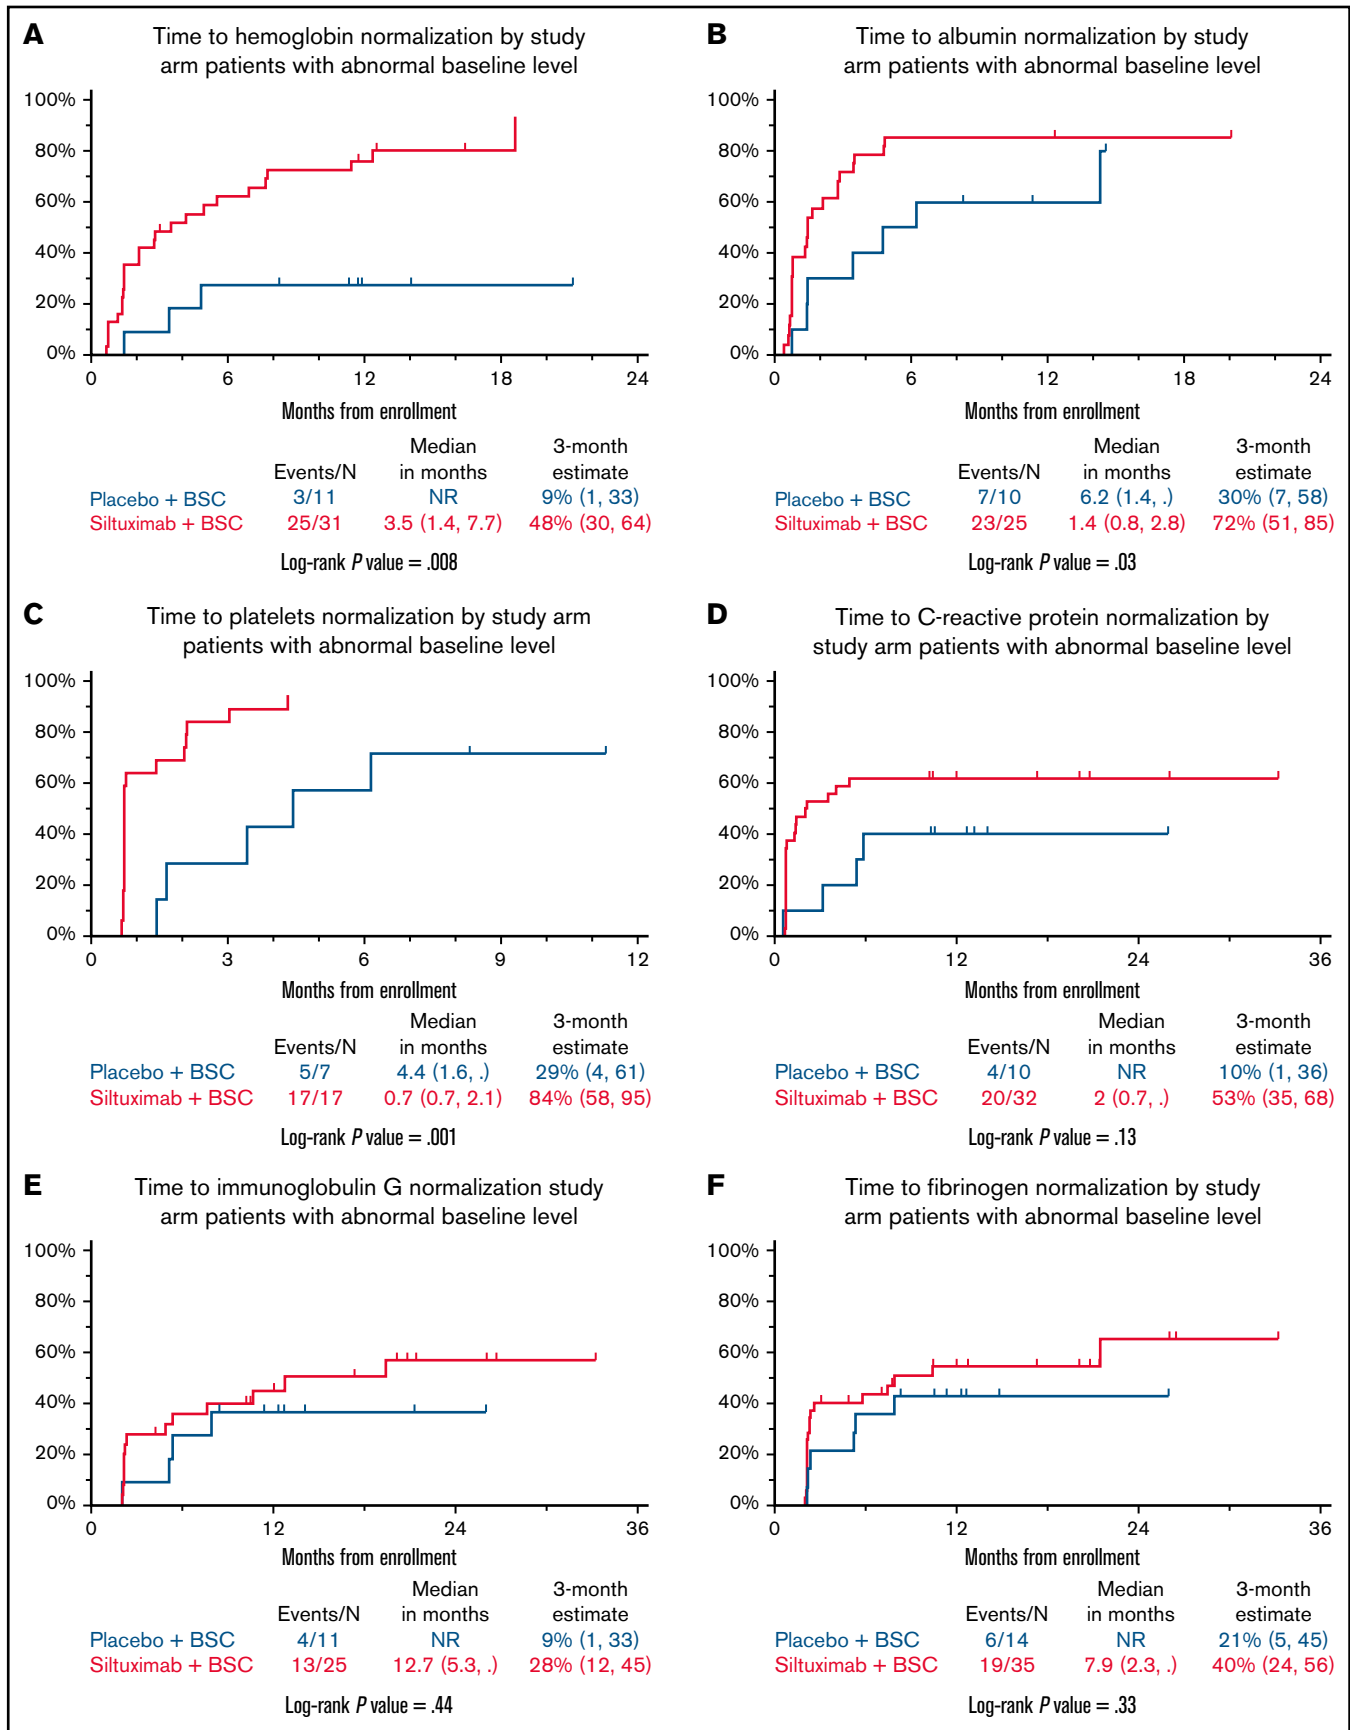 A
Time to hemoglobin normalization by study
arm patients with abnormal baseline level
100%
80%
60%
40%
20%
0%
0 6 12 18 24
Months from enrollment
Median 3-month
Events/N in months estimate
Placebo + BSC 3/11 NR 9% (1, 33)
Siltuximab + BSC 25/31 3.5 (1.4, 7.7) 48% (30, 64)
Log-rank P value = .008
B
Time to albumin normalization by study
arm patients with abnormal baseline level
100%
80%
60%
40%
20%
0%
0 6 12 18 24
Months from enrollment
Median 3-month
Events/N in months estimate
Placebo + BSC 7/10 6.2 (1.4, .) 30% (7, 58)
Siltuximab + BSC 23/25 1.4 (0.8, 2.8) 72% (51, 85)
Log-rank P value = .03
C
Time to platelets normalization by study arm
patients with abnormal baseline level
100%
80%
60%
40%
20%
0%
0 3 6 9 12
Months from enrollment
Median 3-month
Events/N in months estimate
Placebo + BSC 5/7 4.4 (1.6, .) 29% (4, 61)
Siltuximab + BSC 17/17 0.7 (0.7, 2.1) 84% (58, 95)
Log-rank P value = .001
D
Time to C-reactive protein normalization by
study arm patients with abnormal baseline level
100%
80%
60%
40%
20%
0%
0 12 24 36
Months from enrollment
Median 3-month
Events/N in months estimate
Placebo + BSC 4/10 NR 10% (1, 36)
Siltuximab + BSC 20/32 2 (0.7, .) 53% (35, 68)
Log-rank P value = .13
E
Time to immunoglobulin G normalization study
arm patients with abnormal baseline level
100%
80%
60%
40%
20%
0%
0 12 24 36
Months from enrollment
Median 3-month
Events/N in months estimate
Placebo + BSC 4/11 NR 9% (1, 33)
Siltuximab + BSC 13/25 12.7 (5.3, .) 28% (12, 45)
Log-rank P value = .44
F
Time to fibrinogen normalization by study
arm patients with abnormal baseline level
100%
80%
60%
40%
20%
0%
0 12 24 36
Months from enrollment
Median 3-month
Events/N in months estimate
Placebo + BSC 6/14 NR 21% (5, 45)
Siltuximab + BSC 19/35 7.9 (2.3, .) 40% (24, 56)
Log-rank P value = .33